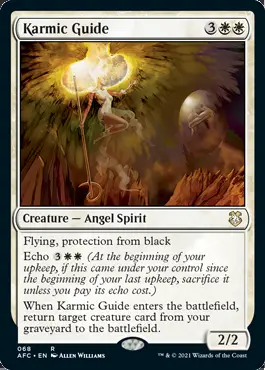 Karmic Guide 3
Creature — Angel Spirit
Flying, protection from black
Echo 3 (At the beginning of your
upkeep, if this came under your control since
the beginning of your last upkeep, sacrifice it
unless you pay its echo cost.)
When Karmic Guide enters the battlefield,
return target creature card from your
graveyard to the battlefield.
2/2
068 R
AFC • EN Allen Williams
™ & © 2021 Wizards of the Coast